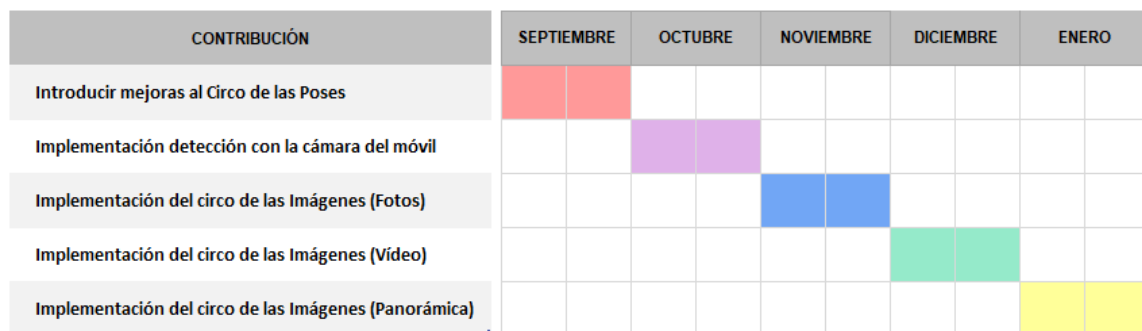 CONTRIBUCIÓN SEPTIEMBRE OCTUBRE NOVIEMBRE DICIEMBRE ENERO
Introducir mejoras al Circo de las Poses
Implementación detección con la cámara del móvil
Implementación del circo de las Imágenes (Fotos)
Implementación del circo de las Imágenes (Vídeo)
Implementación del circo de las Imágenes (Panorámica)